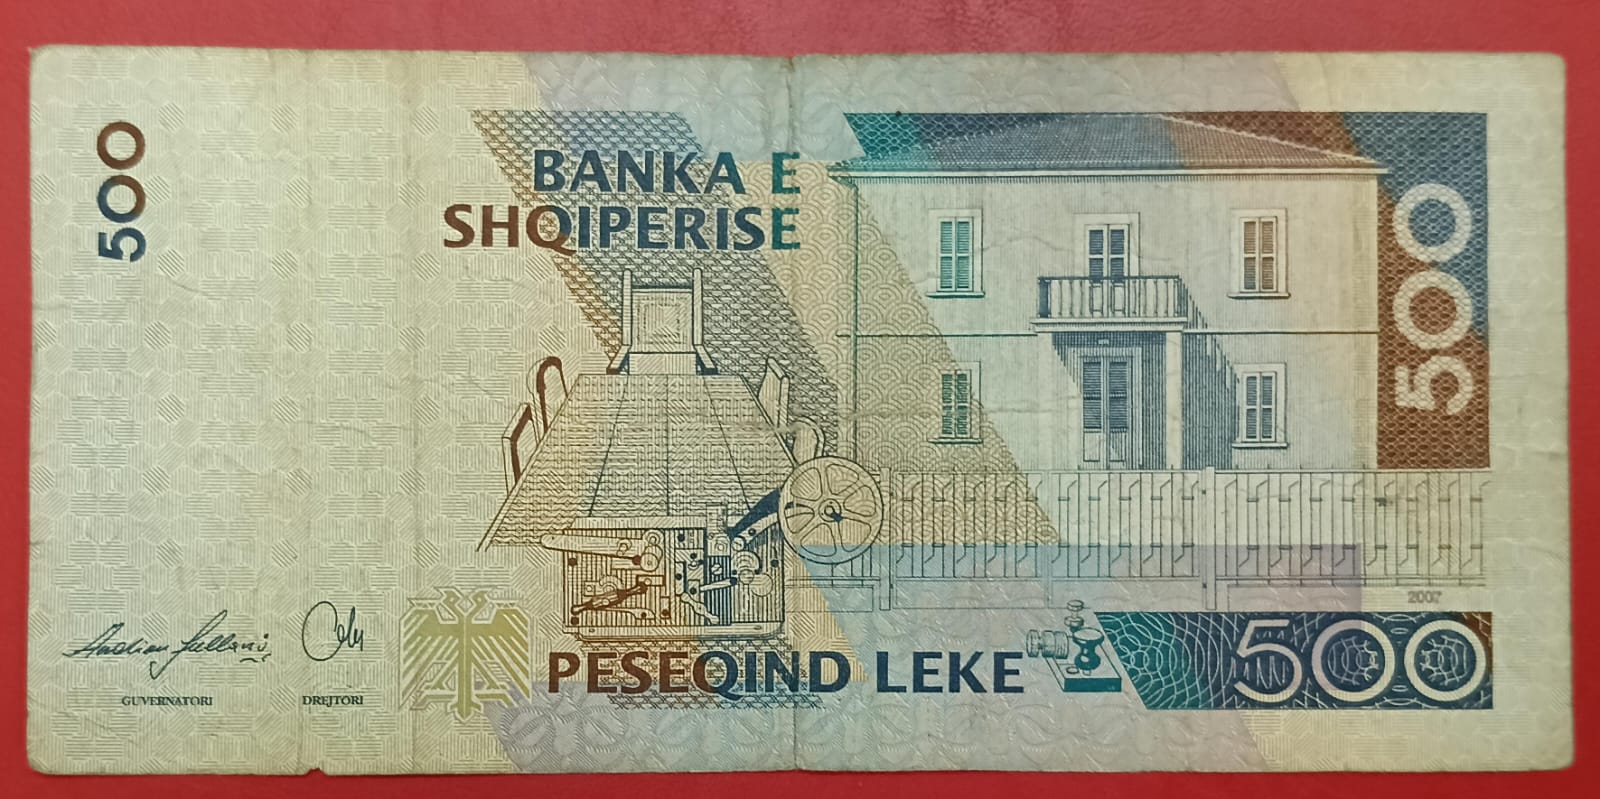 500
BANKA E
SHQIPERISE
500
2007
GUVERNATORI
DREJTORI
PESEQIND LEKE
500